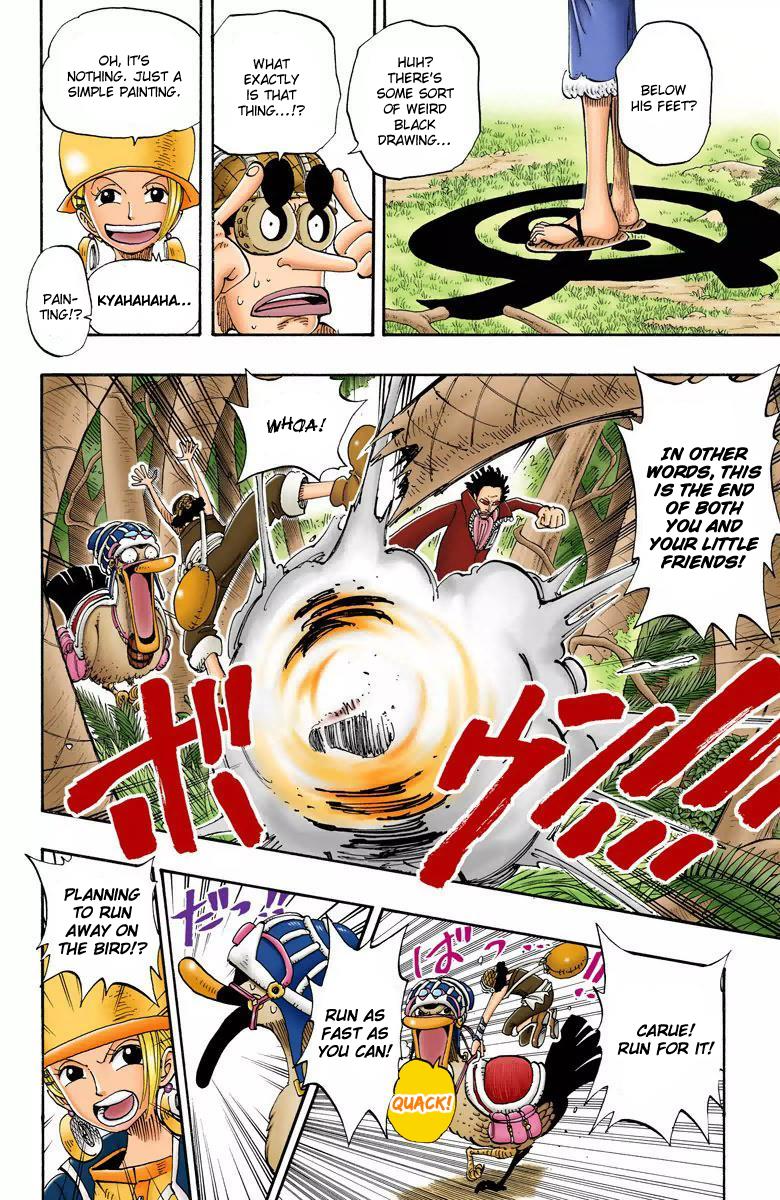 BELOW
HIS FEET?
HUH?
THERE'S
SOME SORT
OF WEIRD
BLACK
DRAWING...
WHAT
EXACTLY
IS THAT
THING...!?
OH, IT'S
NOTHING. JUST A
SIMPLE PAINTING.
KYAHAHAHA...
PAIN-
TING!?
IN OTHER
WORDS, THIS
IS THE END
OF BOTH
YOU AND
YOUR LITTLE
FRIENDS!
WHOA!
ボウン!!!!
CARUE!
RUN FOR IT!
ばっ...
QUACK!
RUN AS
FAST AS
YOU CAN!
だっ!!
PLANNING
TO RUN
AWAY ON
THE BIRD!?